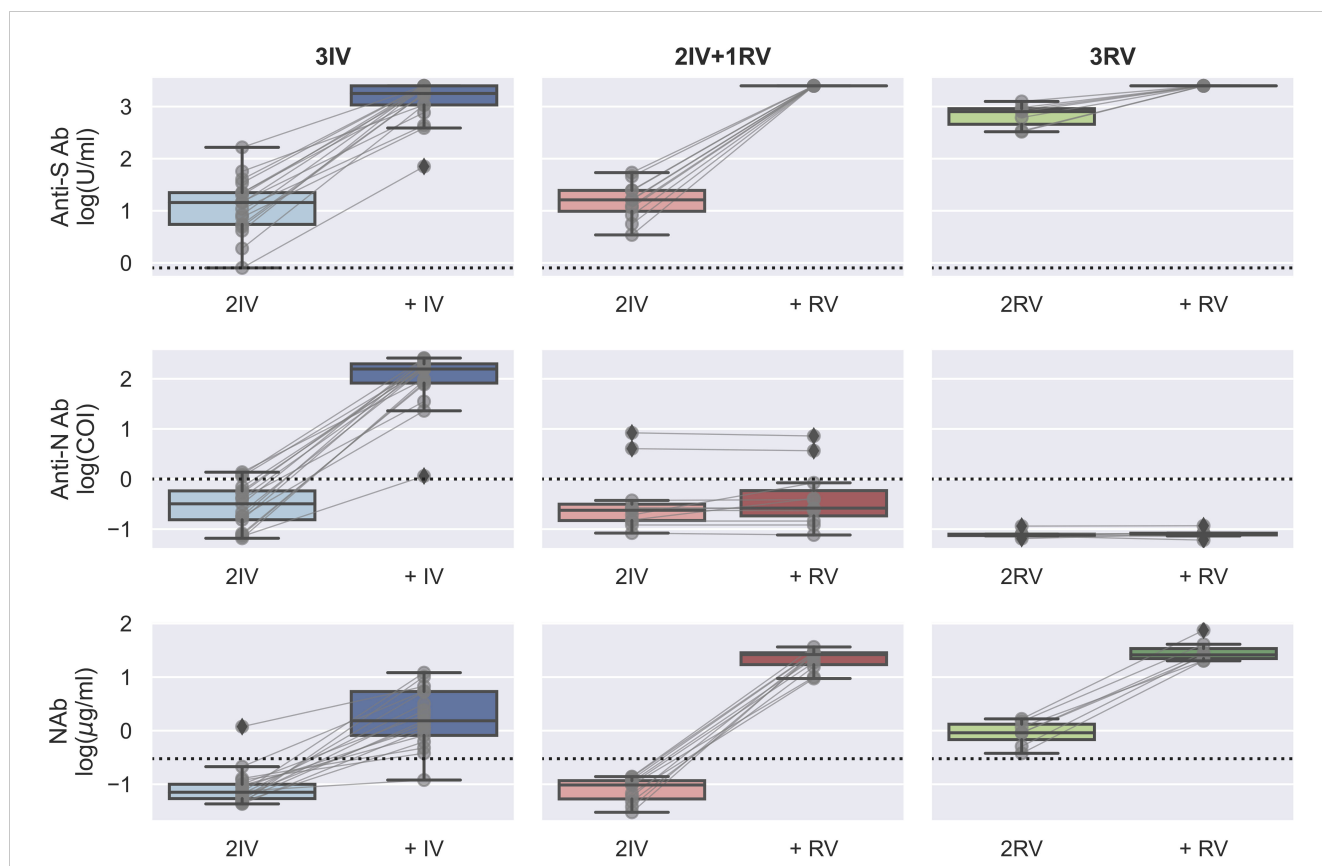 3IV 2IV+1RV 3RV
Anti-S Ab
log(U/ml)
3
2
1
0
2IV + IV 2IV + RV 2RV + RV
Anti-N Ab
log(COI)
2
1
0
−1
2IV + IV 2IV + RV 2RV + RV
NAb
log(μg/ml)
2
1
0
−1
2IV + IV 2IV + RV 2RV + RV